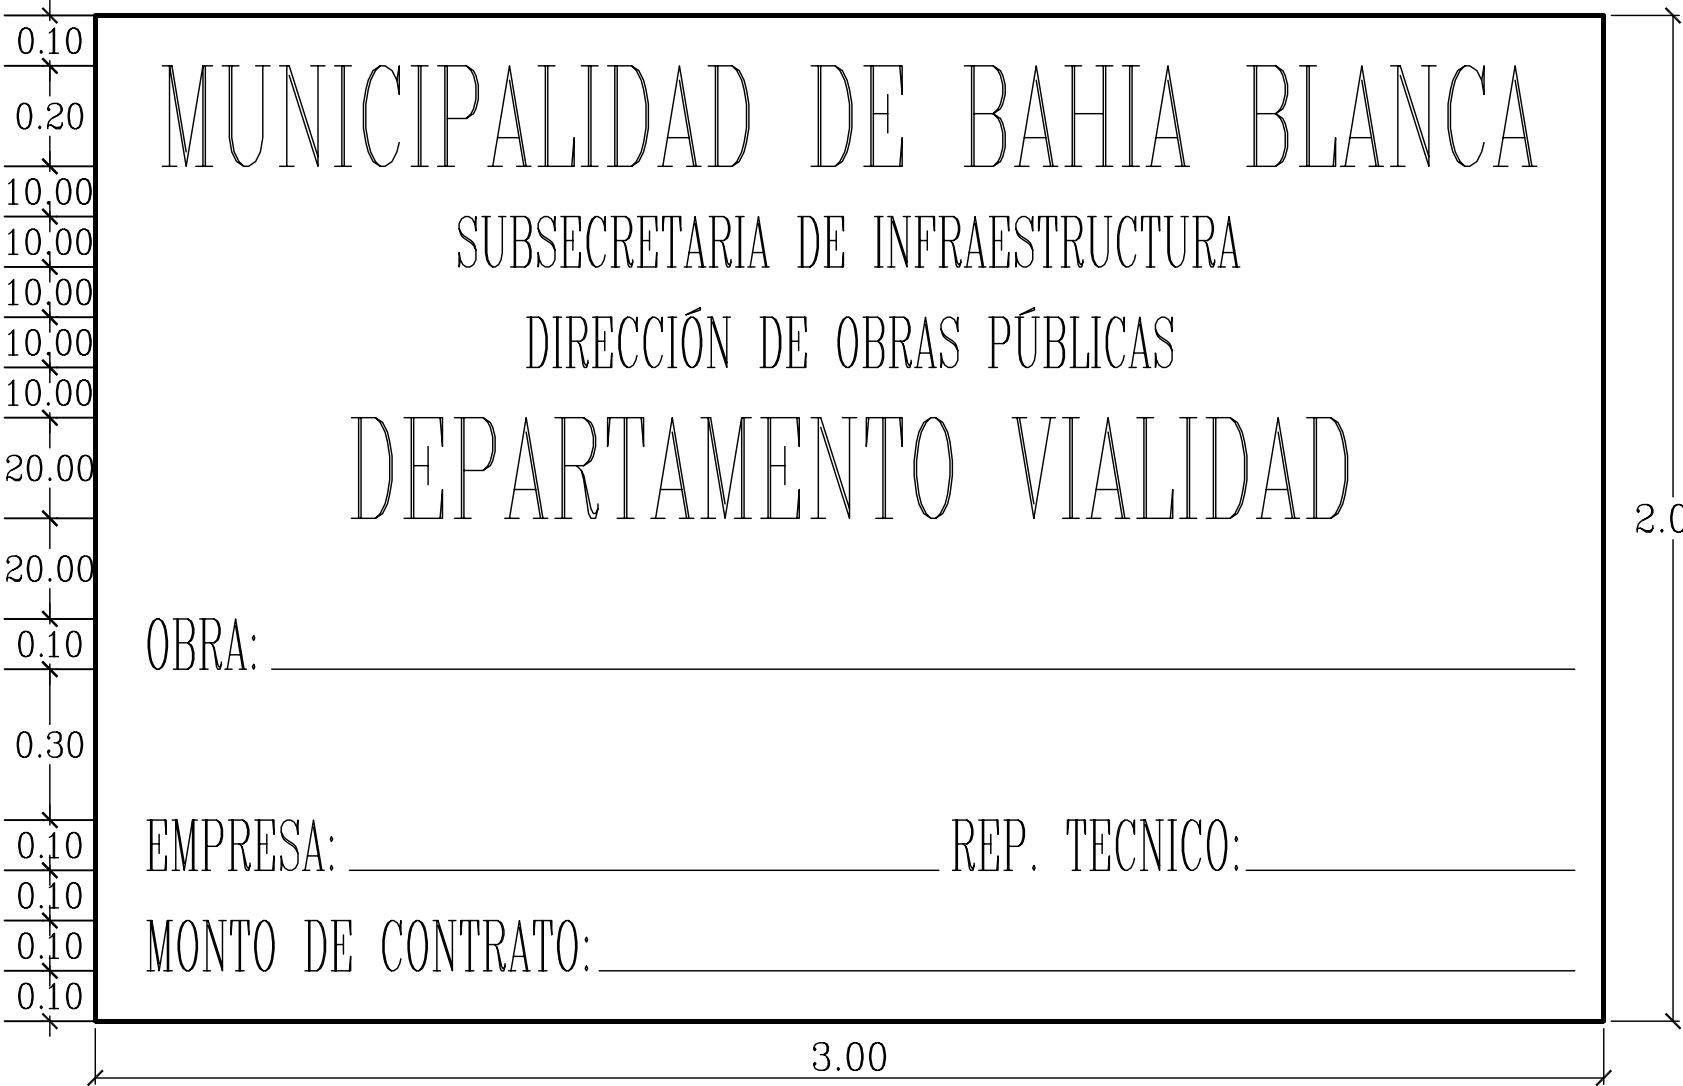 0.10
MUNICIPALIDAD DE BAHIA BLANCA
0.20
10.00
SUBSECRETARIA DE INFRAESTRUCTURA
10.00
10.00
DIRECCIÓN DE OBRAS PÚBLICAS
10.00
10.00
DEPARTAMENTO VIALIDAD
20.00
2.0
20.00
OBRA:
0.10
0.30
EMPRESA: REP. TECNICO:
0.10
0.10
MONTO DE CONTRATO:
0.10
0.10
3.00